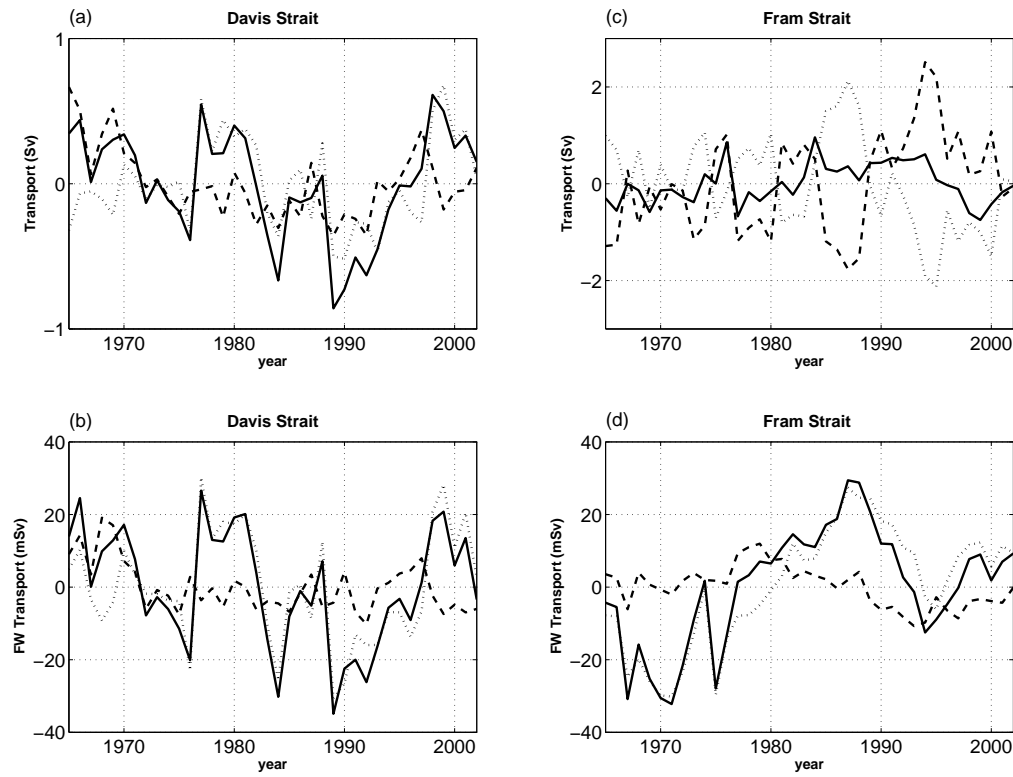 (a)
Davis Strait
Transport (Sv)
1
0
−1
1970 1980 1990 2000
year
(c)
Fram Strait
Transport (Sv)
2
0
−2
1970 1980 1990 2000
year
(b)
Davis Strait
FW Transport (mSv)
40
20
0
−20
−40
1970 1980 1990 2000
year
(d)
Fram Strait
FW Transport (mSv)
40
20
0
−20
−40
1970 1980 1990 2000
year